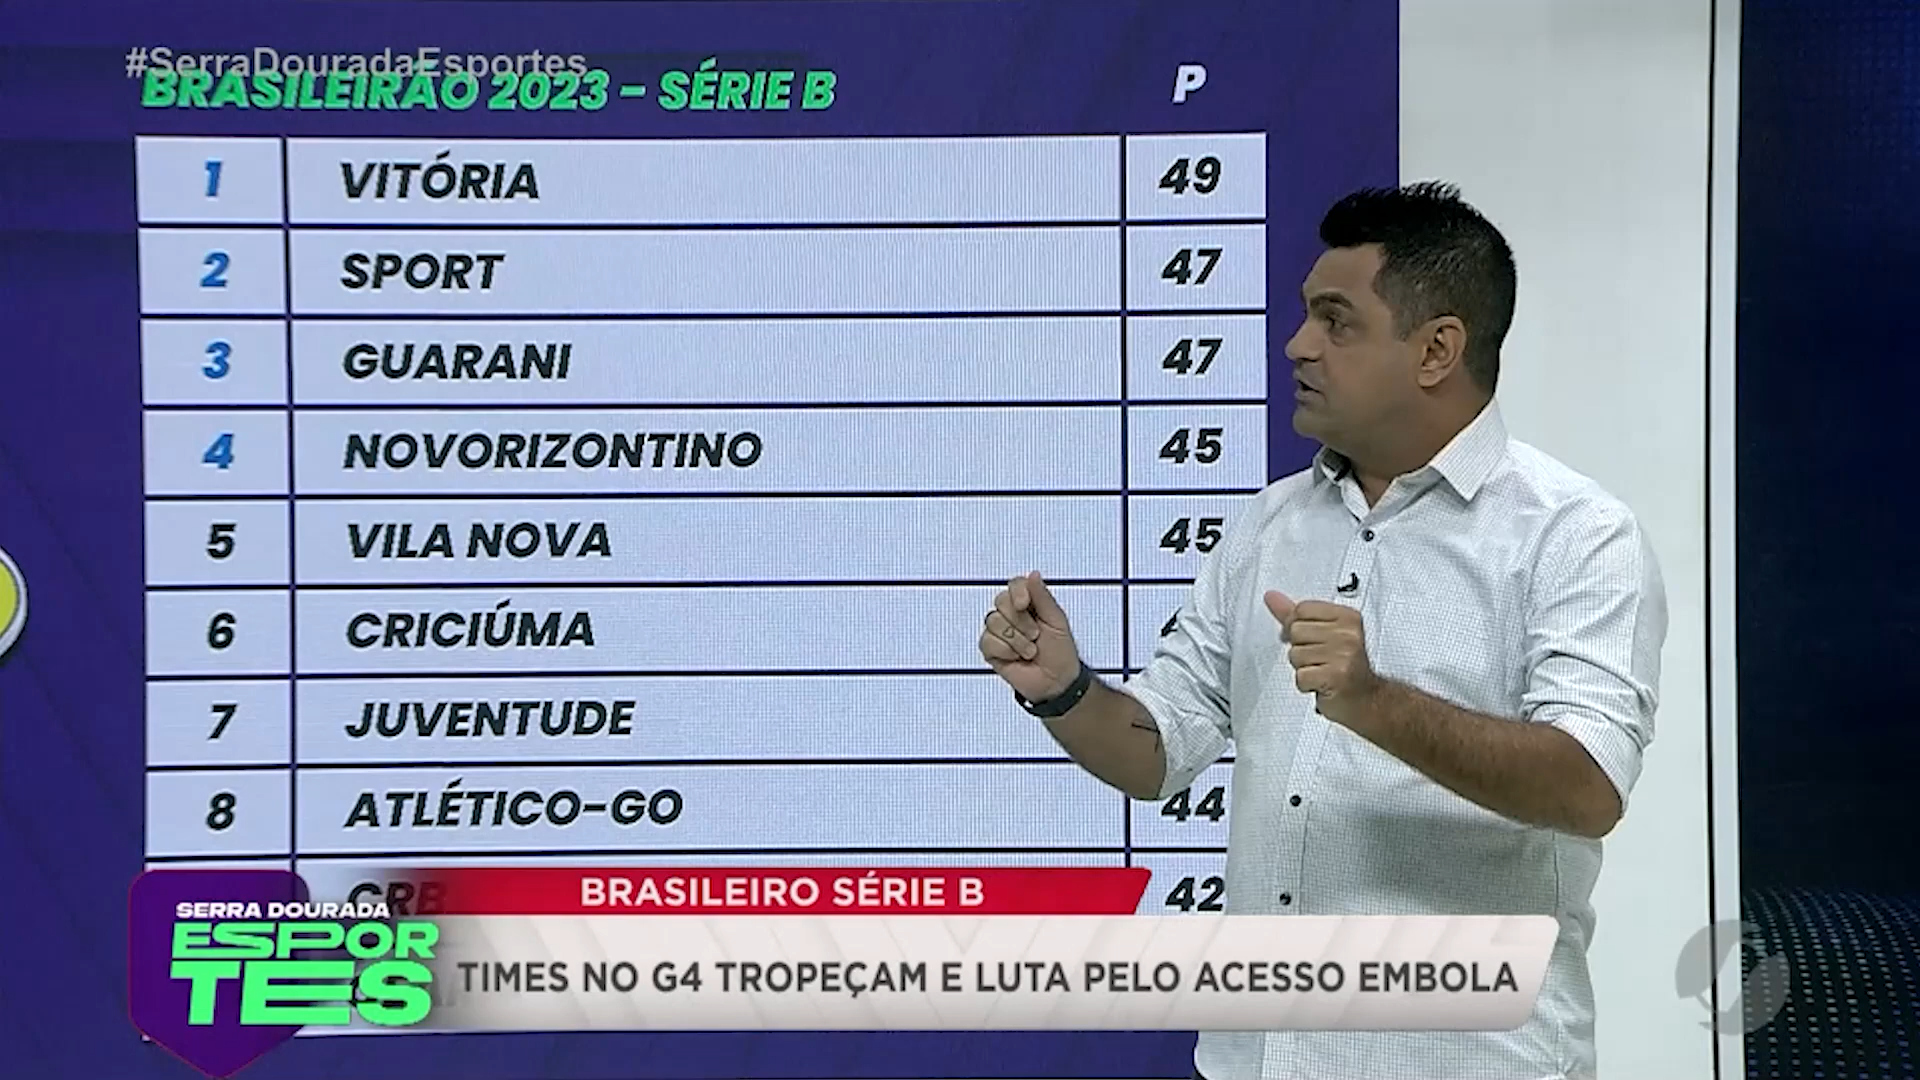 #SerraDouradaEsportes
BRASILEIRÃO 2023 - SÉRIE B P
1 VITÓRIA 49
2 SPORT 47
3 GUARANI 47
4 NOVORIZONTINO 45
5 VILA NOVA 45
6 CRICIÚMA
7 JUVENTUDE
8 ATLÉTICO-GO 44
CRB 42
BRASILEIRO SÉRIE B
SERRA DOURADA
ESPOR
TES
TIMES NO G4 TROPEÇAM E LUTA PELO ACESSO EMBOLA